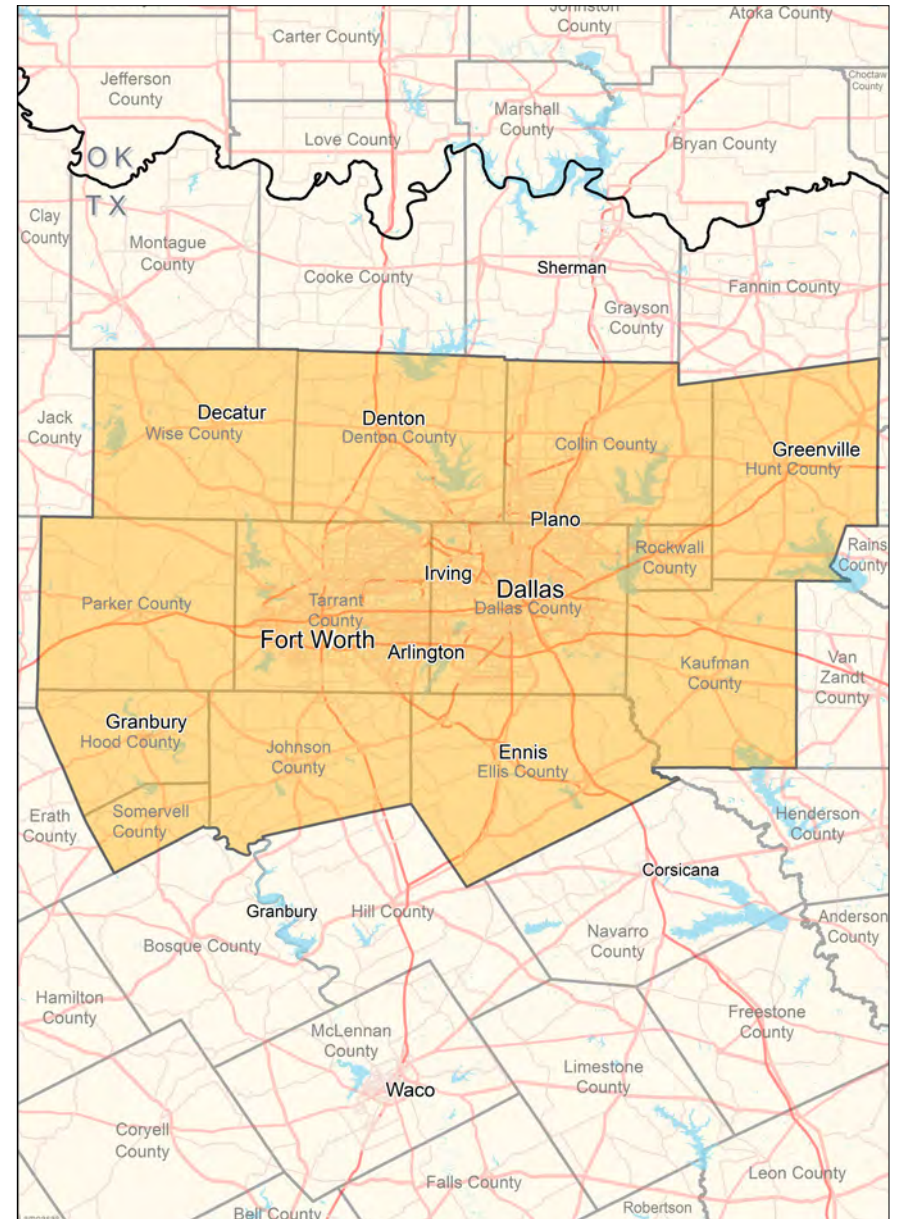 Johnston
County
Atoka County
Carter County
Jefferson
County
Choctaw
County
Marshall
County
Love County
Bryan County
OK
TX
Clay
County
Montague
County
Cooke County
Sherman
Fannin County
Grayson
County
Jack
County
Decatur
Wise County
Denton
Denton County
Collin County
Greenville
Hunt County
Plano
Rockwall
County
Rains
County
Irving
Dallas
Dallas County
Parker County
Tarrant
County
Fort Worth
Arlington
Kaufman
County
Van
Zandt
County
Granbury
Hood County
Johnson
County
Ennis
Ellis County
Erath
County
Somervell
County
Henderson
County
Corsicana
Granbury
Hill County
Bosque County
Navarro
County
Anderson
County
Hamilton
County
McLennan
County
Freestone
County
Limestone
County
Waco
Coryell
County
Falls County
Leon County
Bell County
Robertson